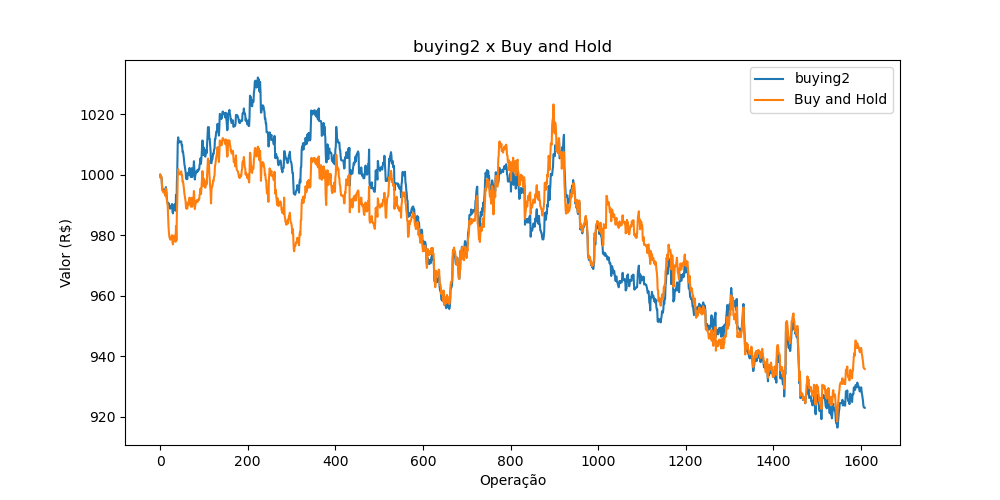 buying2 x Buy and Hold
buying2
Buy and Hold
Valor (R$)
1020
1000
980
960
940
920
0 200 400 600 800 1000 1200 1400 1600
Operação